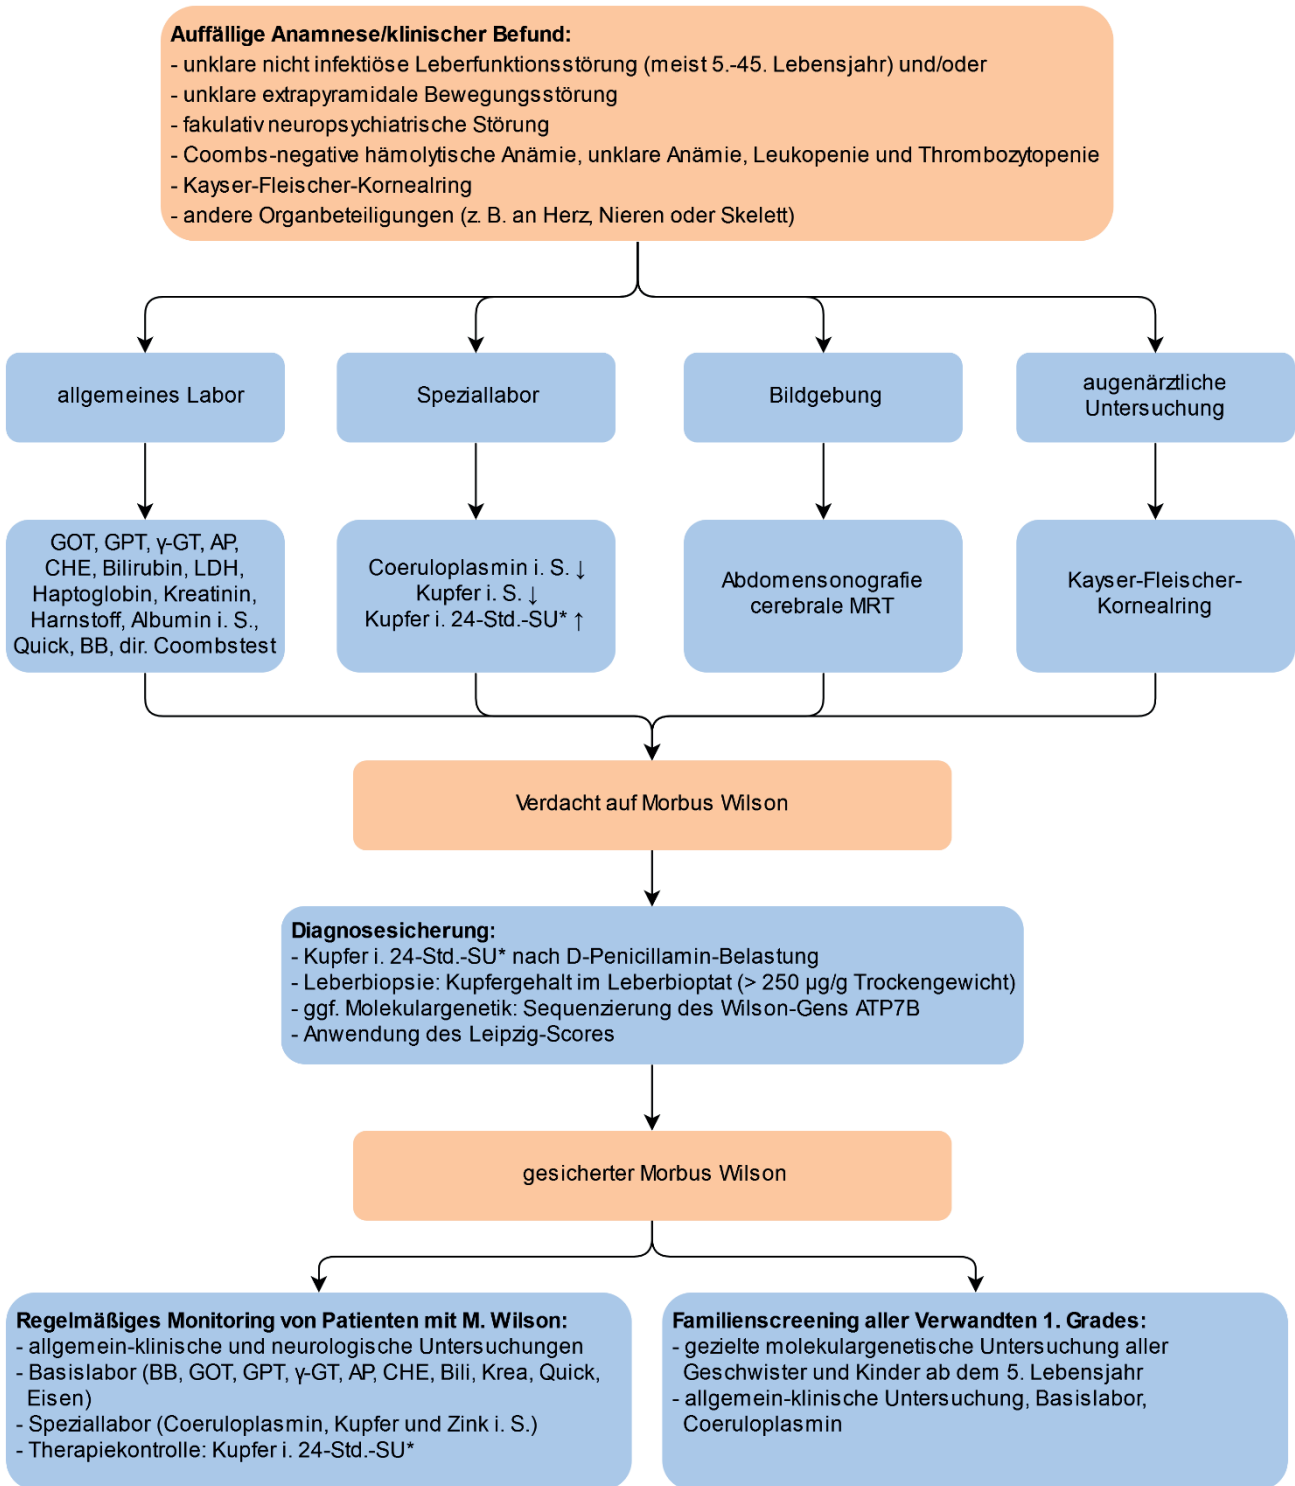 Auffällige Anamnese/klinischer Befund:
- unklare nicht infektiöse Leberfunktionsstörung (meist 5.-45. Lebensjahr) und/oder
- unklare extrapyramidale Bewegungsstörung
- fakulativ neuropsychiatrische Störung
- Coombs-negative hämolytische Anämie, unklare Anämie, Leukopenie und Thrombozytopenie
- Kayser-Fleischer-Kornealring
- andere Organbeteiligungen (z. B. an Herz, Nieren oder Skelett)
allgemeines Labor
Speziallabor
Bildgebung
augenärztliche
Untersuchung
GOT, GPT, γ-GT, AP,
CHE, Bilirubin, LDH,
Haptoglobin, Kreatinin,
Harnstoff, Albumin i. S.,
Quick, BB, dir. Coombstest
Coeruloplasmin i. S. ↓
Kupfer i. S. ↓
Kupfer i. 24-Std.-SU* ↑
Abdomensonografie
cerebrale MRT
Kayser-Fleischer-
Kornealring
Verdacht auf Morbus Wilson
Diagnosesicherung:
- Kupfer i. 24-Std.-SU* nach D-Penicillamin-Belastung
- Leberbiopsie: Kupfergehalt im Leberbioptat (> 250 µg/g Trockengewicht)
- ggf. Molekulargenetik: Sequenzierung des Wilson-Gens ATP7B
- Anwendung des Leipzig-Scores
gesicherter Morbus Wilson
Regelmäßiges Monitoring von Patienten mit M. Wilson:
- allgemein-klinische und neurologische Untersuchungen
- Basislabor (BB, GOT, GPT, γ-GT, AP, CHE, Bili, Krea, Quick,
Eisen)
- Speziallabor (Coeruloplasmin, Kupfer und Zink i. S.)
- Therapiekontrolle: Kupfer i. 24-Std.-SU*
Familienscreening aller Verwandten 1. Grades:
- gezielte molekulargenetische Untersuchung aller
Geschwister und Kinder ab dem 5. Lebensjahr
- allgemein-klinische Untersuchung, Basislabor,
Coeruloplasmin